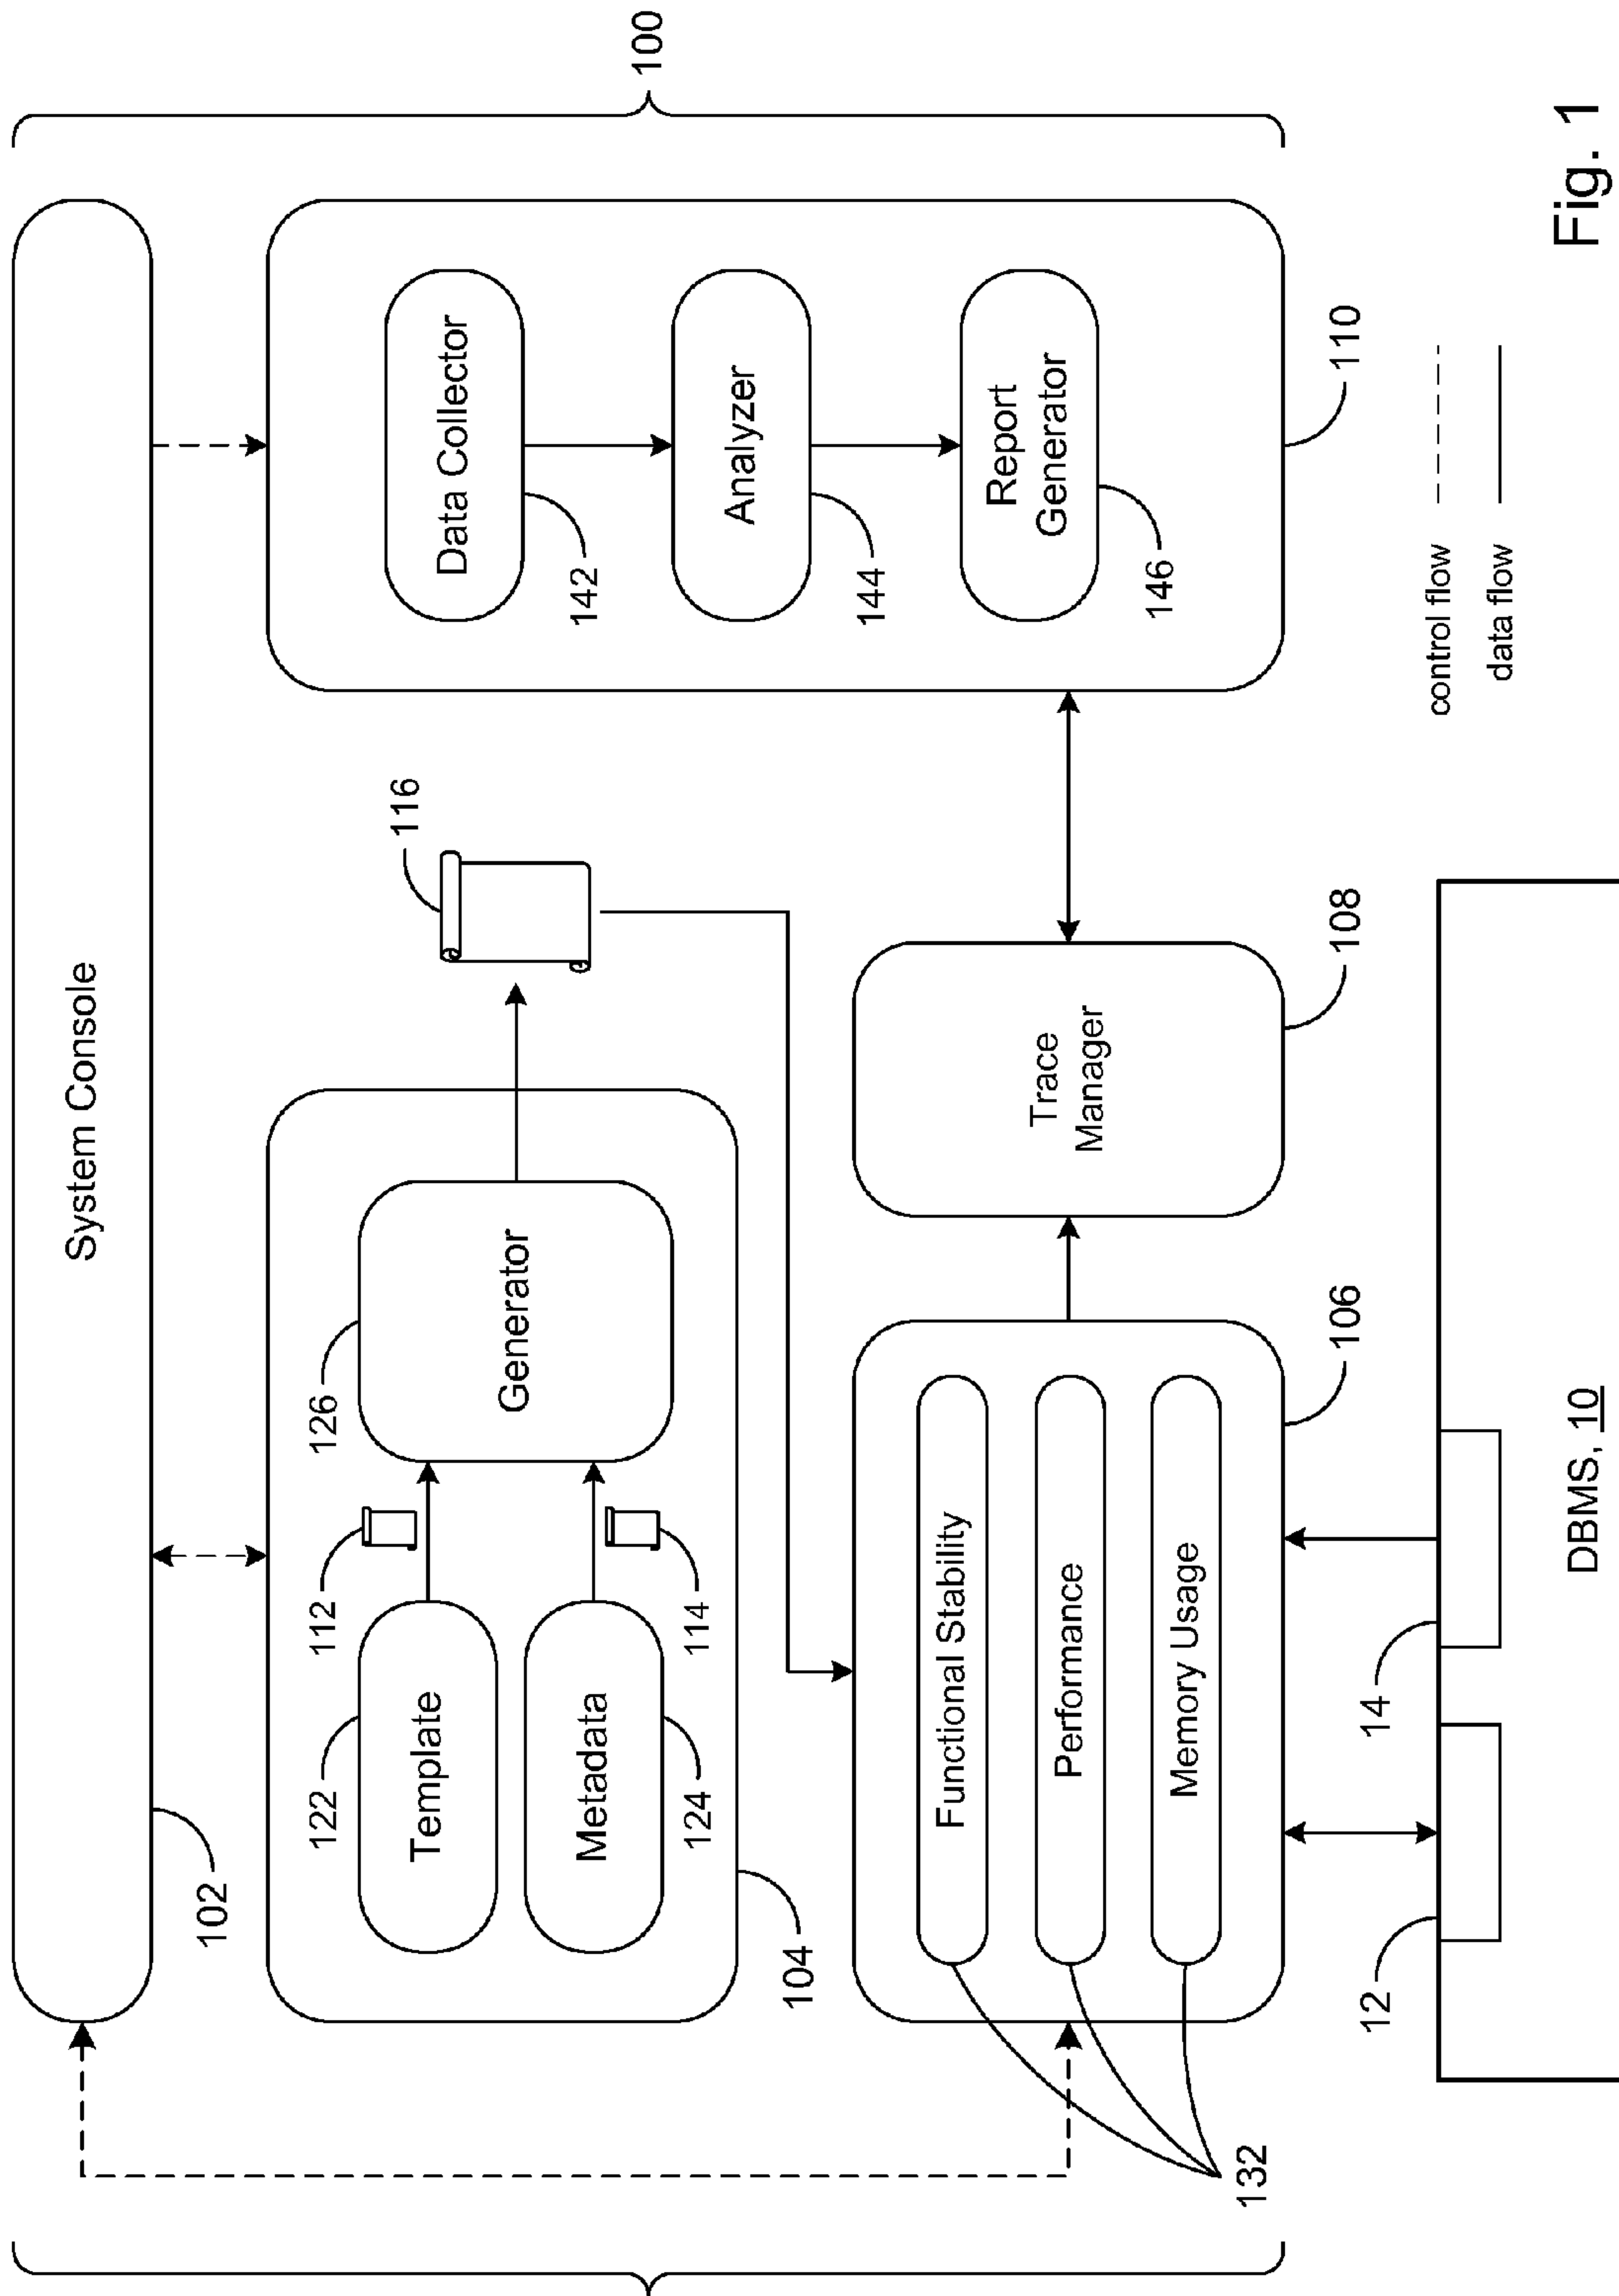 System Console
102
100
126
122
112
116
Template
Generator
Data Collector
142
Metadata
124
114
Analyzer
144
104
Report
Generator
146
Functional Stability
Performance
Memory Usage
Trace
Manager
132
106
108
110
12
14
control flow
data flow
DBMS, 10
Fig. 1